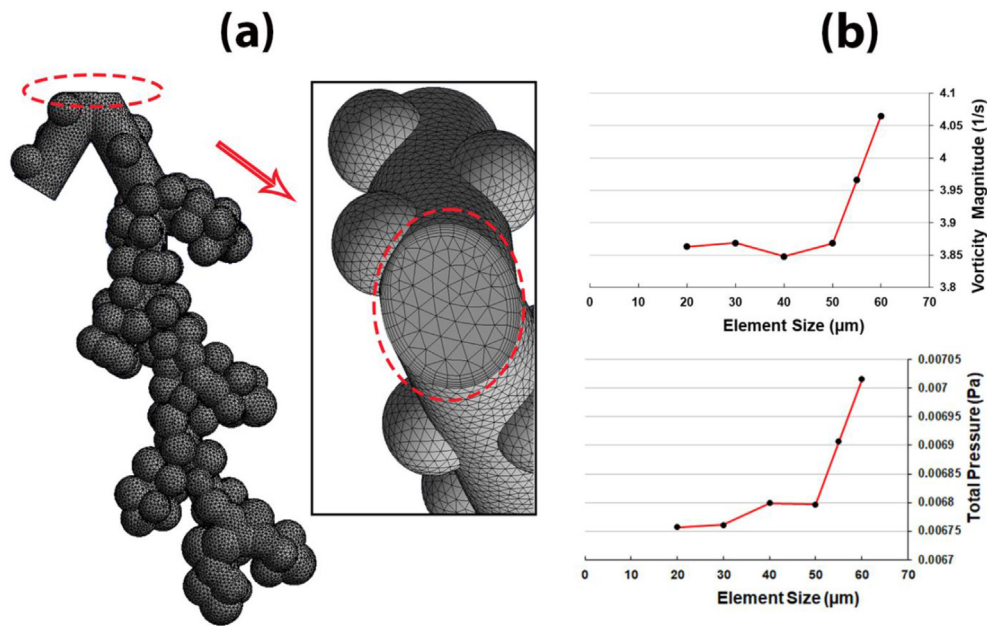 (a)
(b)
4.1
4.05
4
3.95
3.9
3.85
3.8
Vorticity Magnitude (1/s)
0 10 20 30 40 50 60 70
Element Size (µm)
0.00705
0.007
0.00695
0.0069
0.00685
0.0068
0.00675
0.0067
Total Pressure (Pa)
0 10 20 30 40 50 60 70
Element Size (µm)